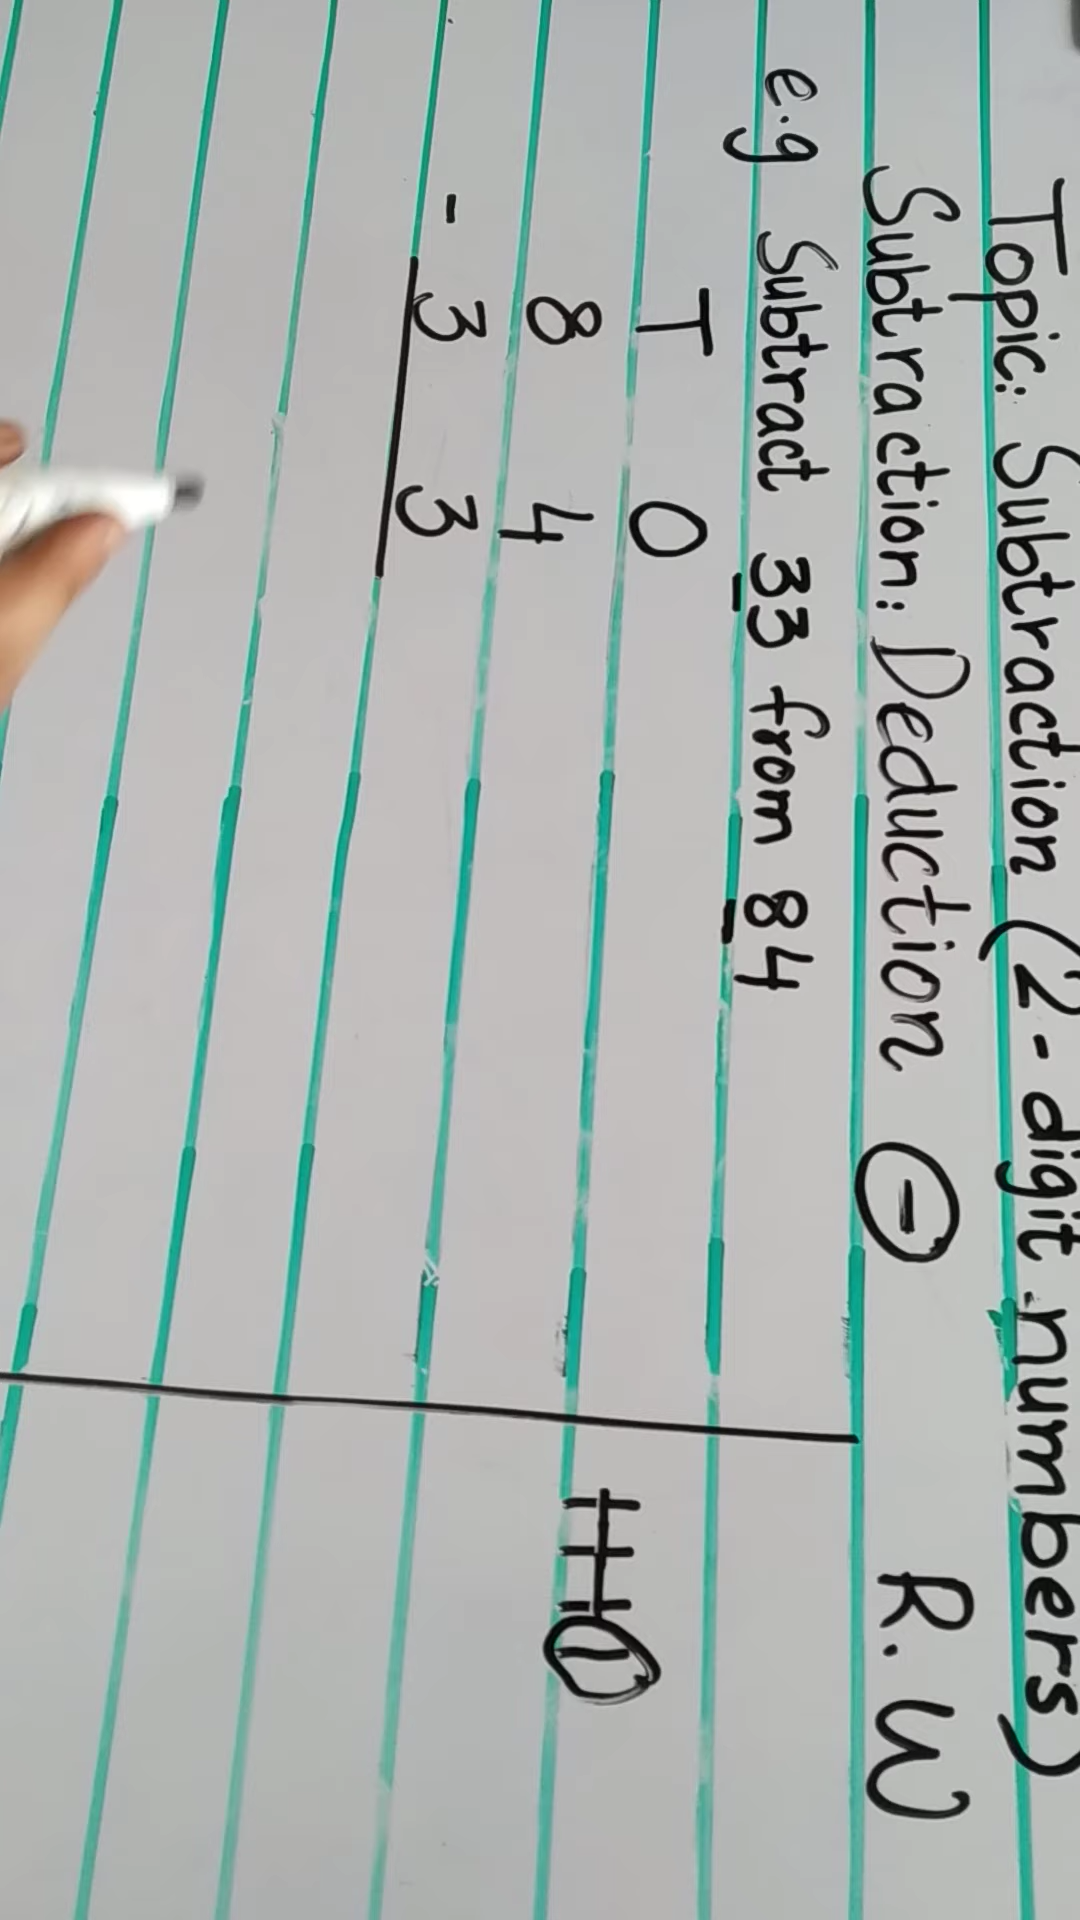 Topic: Subtraction (2-digit numbers)
Subtraction: Deduction - R.W
e.g Subtract 33 from 84
T O
8 4
- 3 3